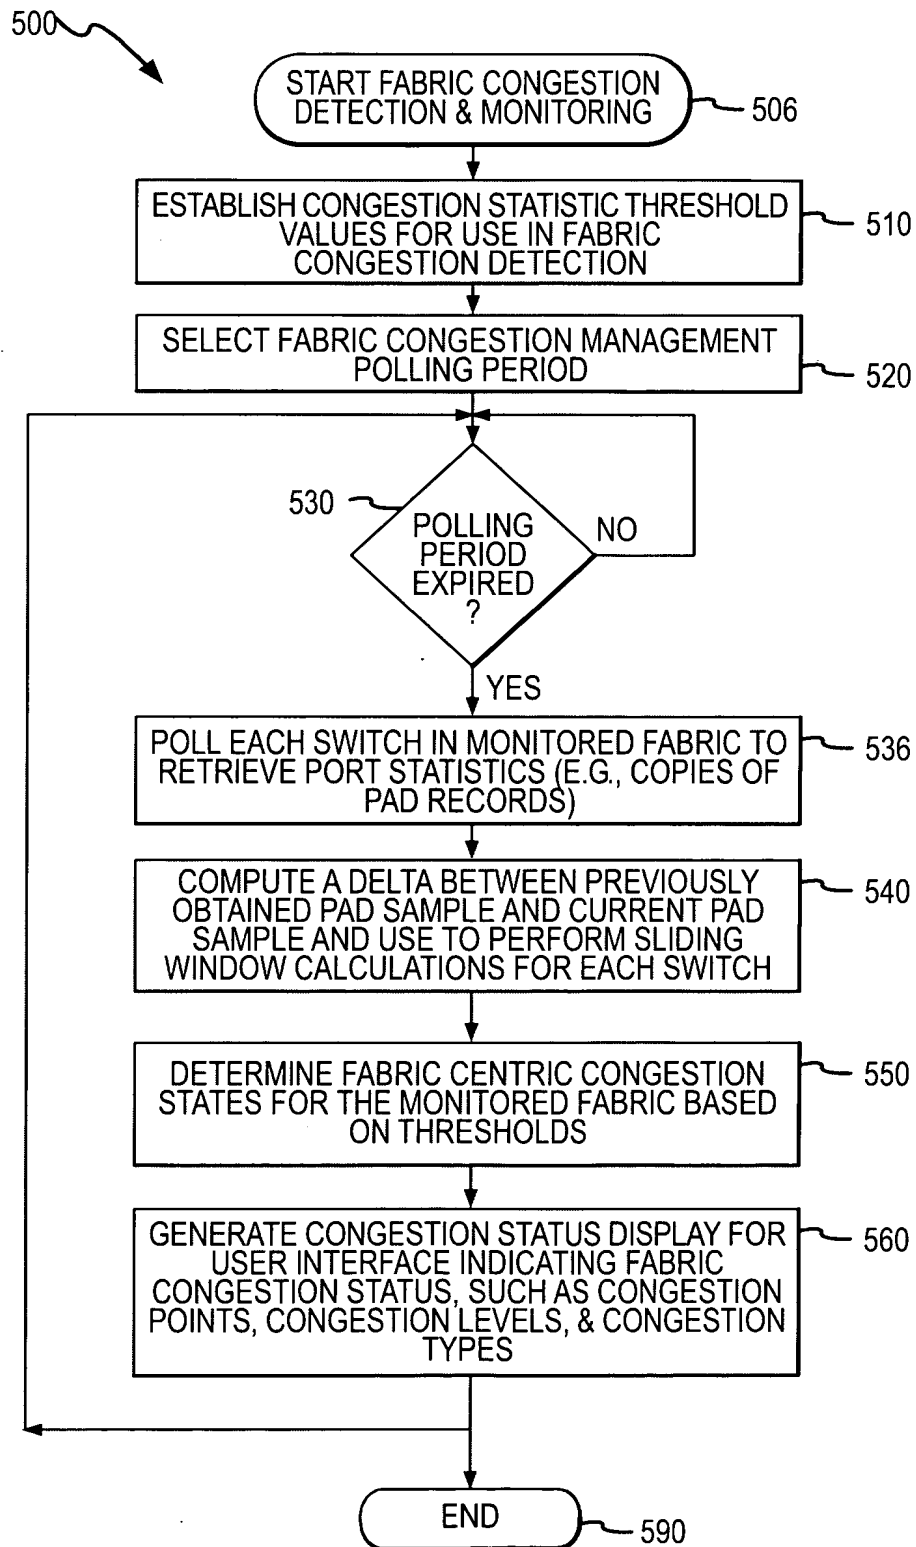 500
START FABRIC CONGESTION
DETECTION & MONITORING
506
ESTABLISH CONGESTION STATISTIC THRESHOLD
VALUES FOR USE IN FABRIC
CONGESTION DETECTION
510
SELECT FABRIC CONGESTION MANAGEMENT
POLLING PERIOD
520
530
POLLING
PERIOD
EXPIRED
?
NO
YES
POLL EACH SWITCH IN MONITORED FABRIC TO
RETRIEVE PORT STATISTICS (E.G., COPIES OF
PAD RECORDS)
536
COMPUTE A DELTA BETWEEN PREVIOUSLY
OBTAINED PAD SAMPLE AND CURRENT PAD
SAMPLE AND USE TO PERFORM SLIDING
WINDOW CALCULATIONS FOR EACH SWITCH
540
DETERMINE FABRIC CENTRIC CONGESTION
STATES FOR THE MONITORED FABRIC BASED
ON THRESHOLDS
550
GENERATE CONGESTION STATUS DISPLAY FOR
USER INTERFACE INDICATING FABRIC
CONGESTION STATUS, SUCH AS CONGESTION
POINTS, CONGESTION LEVELS, & CONGESTION
TYPES
560
END
590